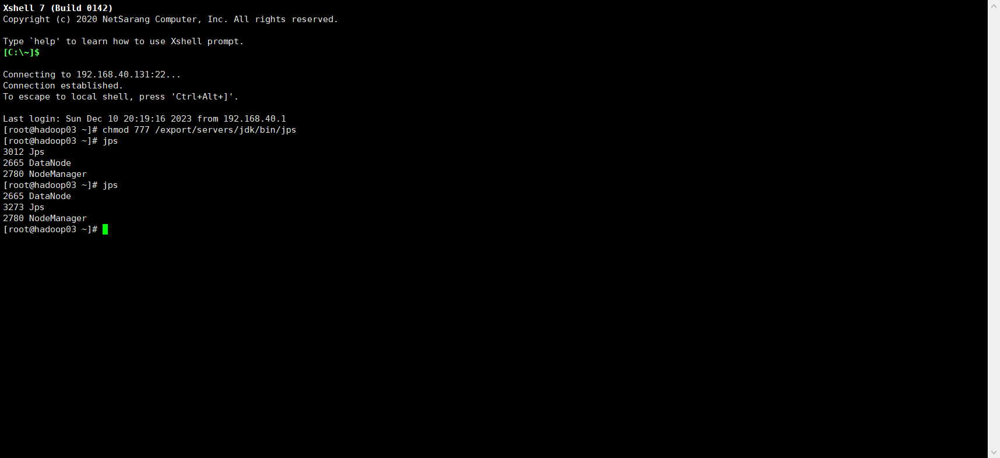 Xshell 7 (Build 0142)
Copyright (c) 2020 NetSarang Computer, Inc. All rights reserved.
Type `help' to learn how to use Xshell prompt.
[C:\~]$
Connecting to 192.168.40.131:22...
Connection established.
To escape to local shell, press 'Ctrl+Alt+]'.
Last login: Sun Dec 10 20:19:16 2023 from 192.168.40.1
[root@hadoop03 ~]# chmod 777 /export/servers/jdk/bin/jps
[root@hadoop03 ~]# jps
3012 Jps
2665 DataNode
2780 NodeManager
[root@hadoop03 ~]# jps
2665 DataNode
3273 Jps
2780 NodeManager
[root@hadoop03 ~]#